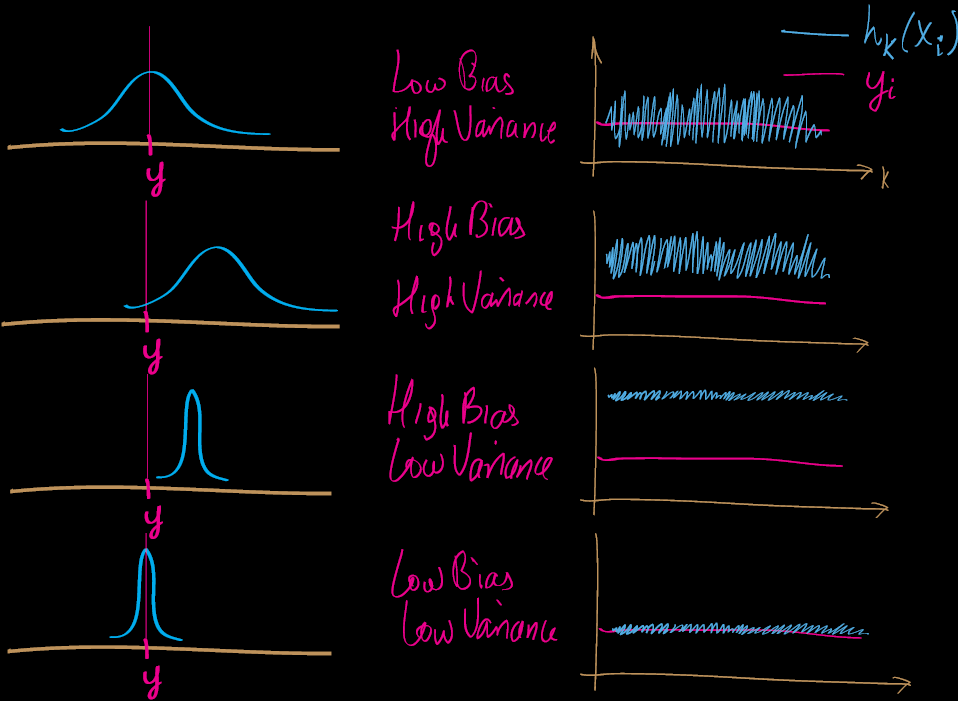 h_k(x_i)
y_i
Low Bias
High Variance
k
y
High Bias
High Variance
y
High Bias
Low Variance
y
Low Bias
Low Variance
y